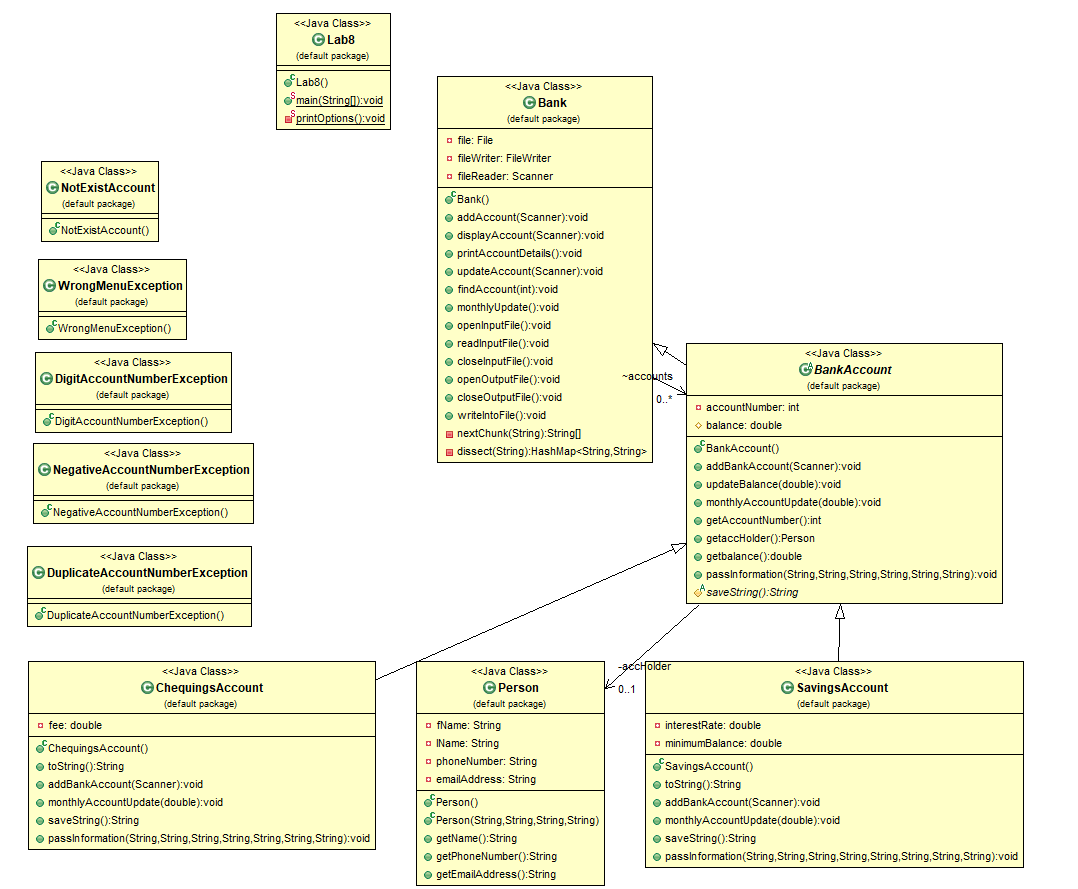 <<Java Class>>
Lab8
(default package)
Lab8()
main(String[]):void
printOptions():void
<<Java Class>>
Bank
(default package)
file: File
fileWriter: FileWriter
fileReader: Scanner
Bank()
addAccount(Scanner):void
displayAccount(Scanner):void
printAccountDetails():void
updateAccount(Scanner):void
findAccount(int):void
monthlyUpdate():void
openInputFile():void
readInputFile():void
closeInputFile():void
openOutputFile():void
closeOutputFile():void
writeIntoFile():void
nextChunk(String):String[]
dissect(String):HashMap<String,String>
<<Java Class>>
NotExistAccount
(default package)
NotExistAccount()
<<Java Class>>
WrongMenuException
(default package)
WrongMenuException()
<<Java Class>>
DigitAccountNumberException
(default package)
DigitAccountNumberException()
<<Java Class>>
NegativeAccountNumberException
(default package)
NegativeAccountNumberException()
<<Java Class>>
DuplicateAccountNumberException
(default package)
DuplicateAccountNumberException()
~accounts
0..*
<<Java Class>>
BankAccount
(default package)
accountNumber: int
balance: double
BankAccount()
addBankAccount(Scanner):void
updateBalance(double):void
monthlyAccountUpdate(double):void
getAccountNumber():int
getaccHolder():Person
getbalance():double
passInformation(String,String,String,String,String,String):void
saveString():String
-accHolder
0..1
<<Java Class>>
ChequingsAccount
(default package)
fee: double
ChequingsAccount()
toString():String
addBankAccount(Scanner):void
monthlyAccountUpdate(double):void
saveString():String
passInformation(String,String,String,String,String,String,String):void
<<Java Class>>
Person
(default package)
fName: String
lName: String
phoneNumber: String
emailAddress: String
Person()
Person(String,String,String,String)
getName():String
getPhoneNumber():String
getEmailAddress():String
<<Java Class>>
SavingsAccount
(default package)
interestRate: double
minimumBalance: double
SavingsAccount()
toString():String
addBankAccount(Scanner):void
monthlyAccountUpdate(double):void
saveString():String
passInformation(String,String,String,String,String,String,String,String):void